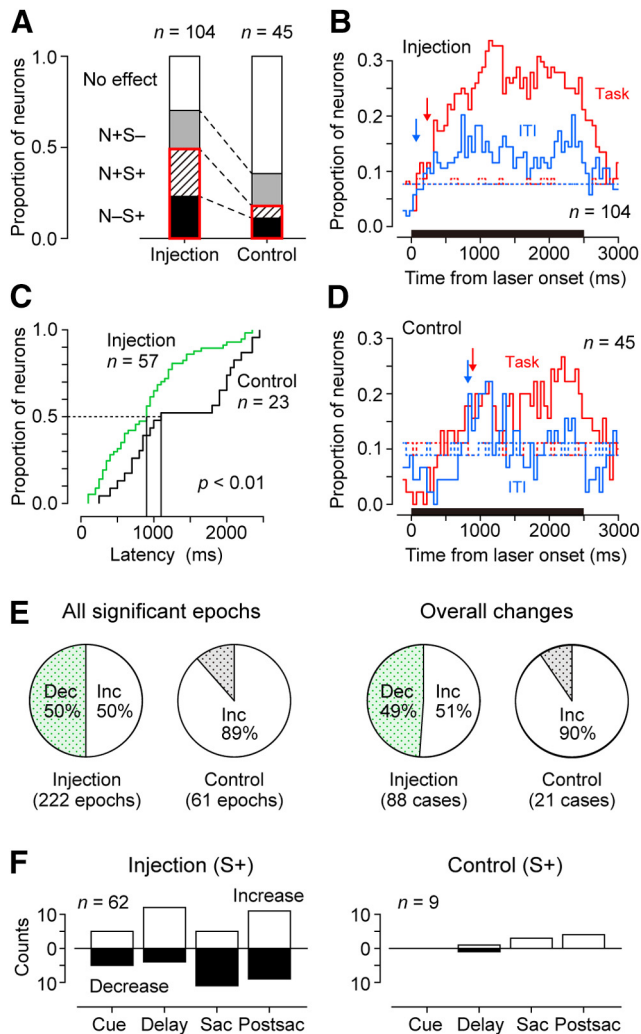 A
n = 104
n = 45
Proportion of neurons
1.0
0.5
0.0
No effect
N+S–
N+S+
N–S+
Injection
Control
B
Injection
Proportion of neurons
0.3
0.2
0.1
0
Task
ITI
n = 104
0
1000
2000
3000
Time from laser onset (ms)
C
Proportion of neurons
1.0
0.5
0.0
Injection
n = 57
Control
n = 23
p < 0.01
0
1000
2000
Latency (ms)
D
Control
n = 45
Proportion of neurons
0.3
0.2
0.1
0
Task
ITI
0
1000
2000
3000
Time from laser onset (ms)
E
All significant epochs
Overall changes
Dec
50%
Inc
50%
Inc
89%
Dec
49%
Inc
51%
Inc
90%
Injection
(222 epochs)
Control
(61 epochs)
Injection
(88 cases)
Control
(21 cases)
F
Injection (S+)
Control (S+)
Counts
10
0
10
n = 62
Increase
Decrease
Cue
Delay
Sac
Postsac
10
0
10
n = 9
Cue
Delay
Sac
Postsac